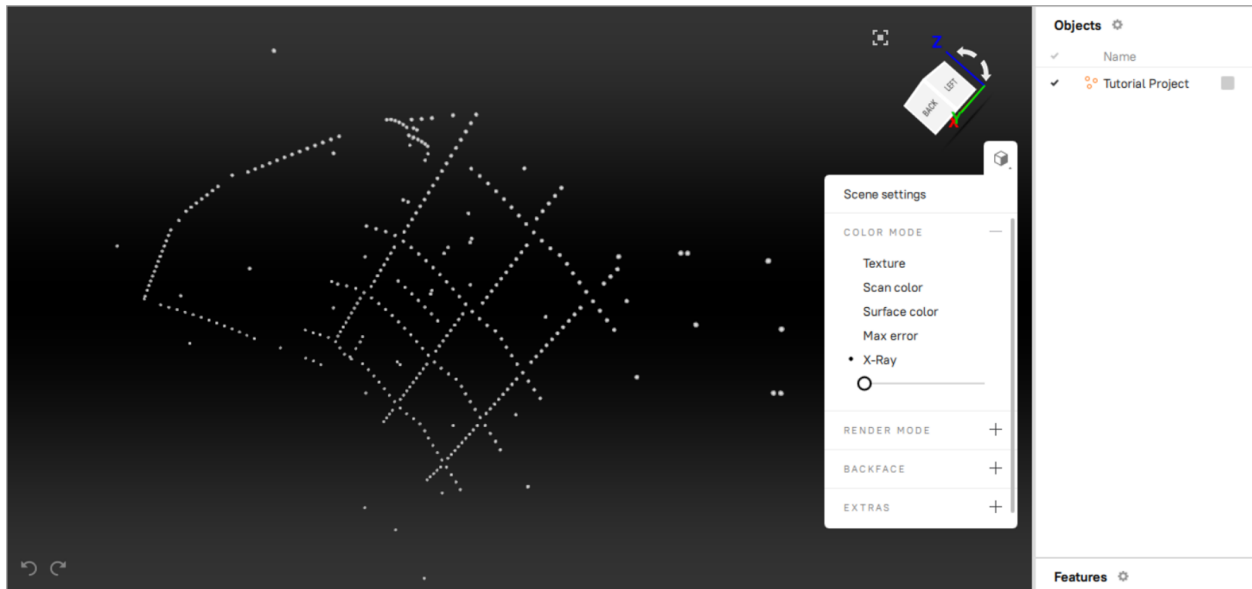 Objects
Name
Tutorial Project
Z
LEFT
BACK
Y
X
Scene settings
COLOR MODE
Texture
Scan color
Surface color
Max error
X-Ray
RENDER MODE
BACKFACE
EXTRAS
Features